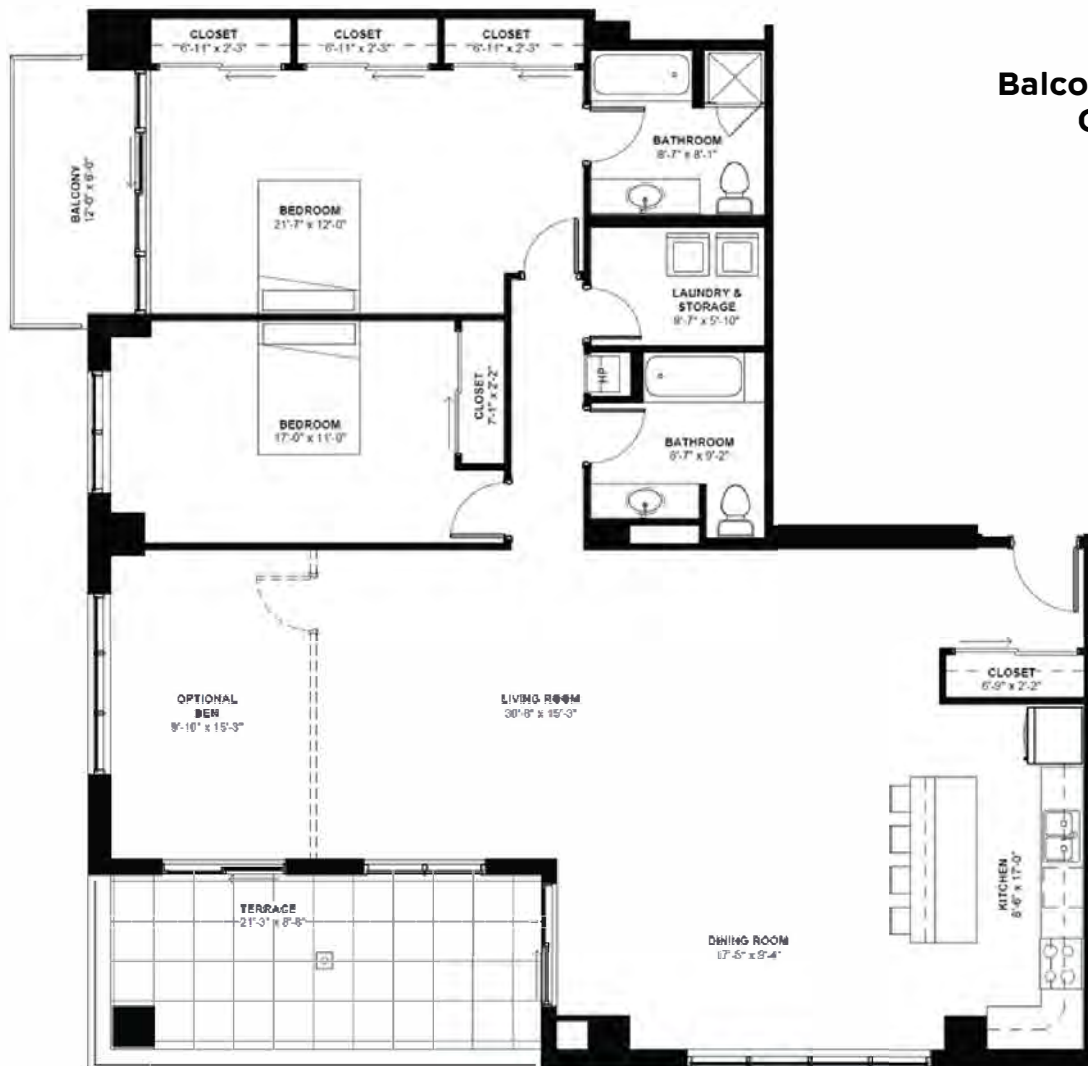 CLOSET
6'-11" x 2'-3"
CLOSET
6'-11" x 2'-3"
CLOSET
6'-11" x 2'-3"
Balco
BALCONY
12'-0" x 6'-0"
BATHROOM
8'-7" x 8'-1"
BEDROOM
21'-7" x 12'-0"
LAUNDRY &
STORAGE
8'-7" x 5'-10"
HP
CLOSET
7'-1" x 2'-2"
BEDROOM
17'-0" x 11'-0"
BATHROOM
8'-7" x 9'-2"
CLOSET
6'-9" x 2'-2"
OPTIONAL
DEN
9'-10" x 15'-3"
LIVING ROOM
30'-8" x 15'-3"
KITCHEN
8'-6" x 17'-0"
TERRACE
21'-3" x 8'-8"
DINING ROOM
17'-5" x 9'-4"